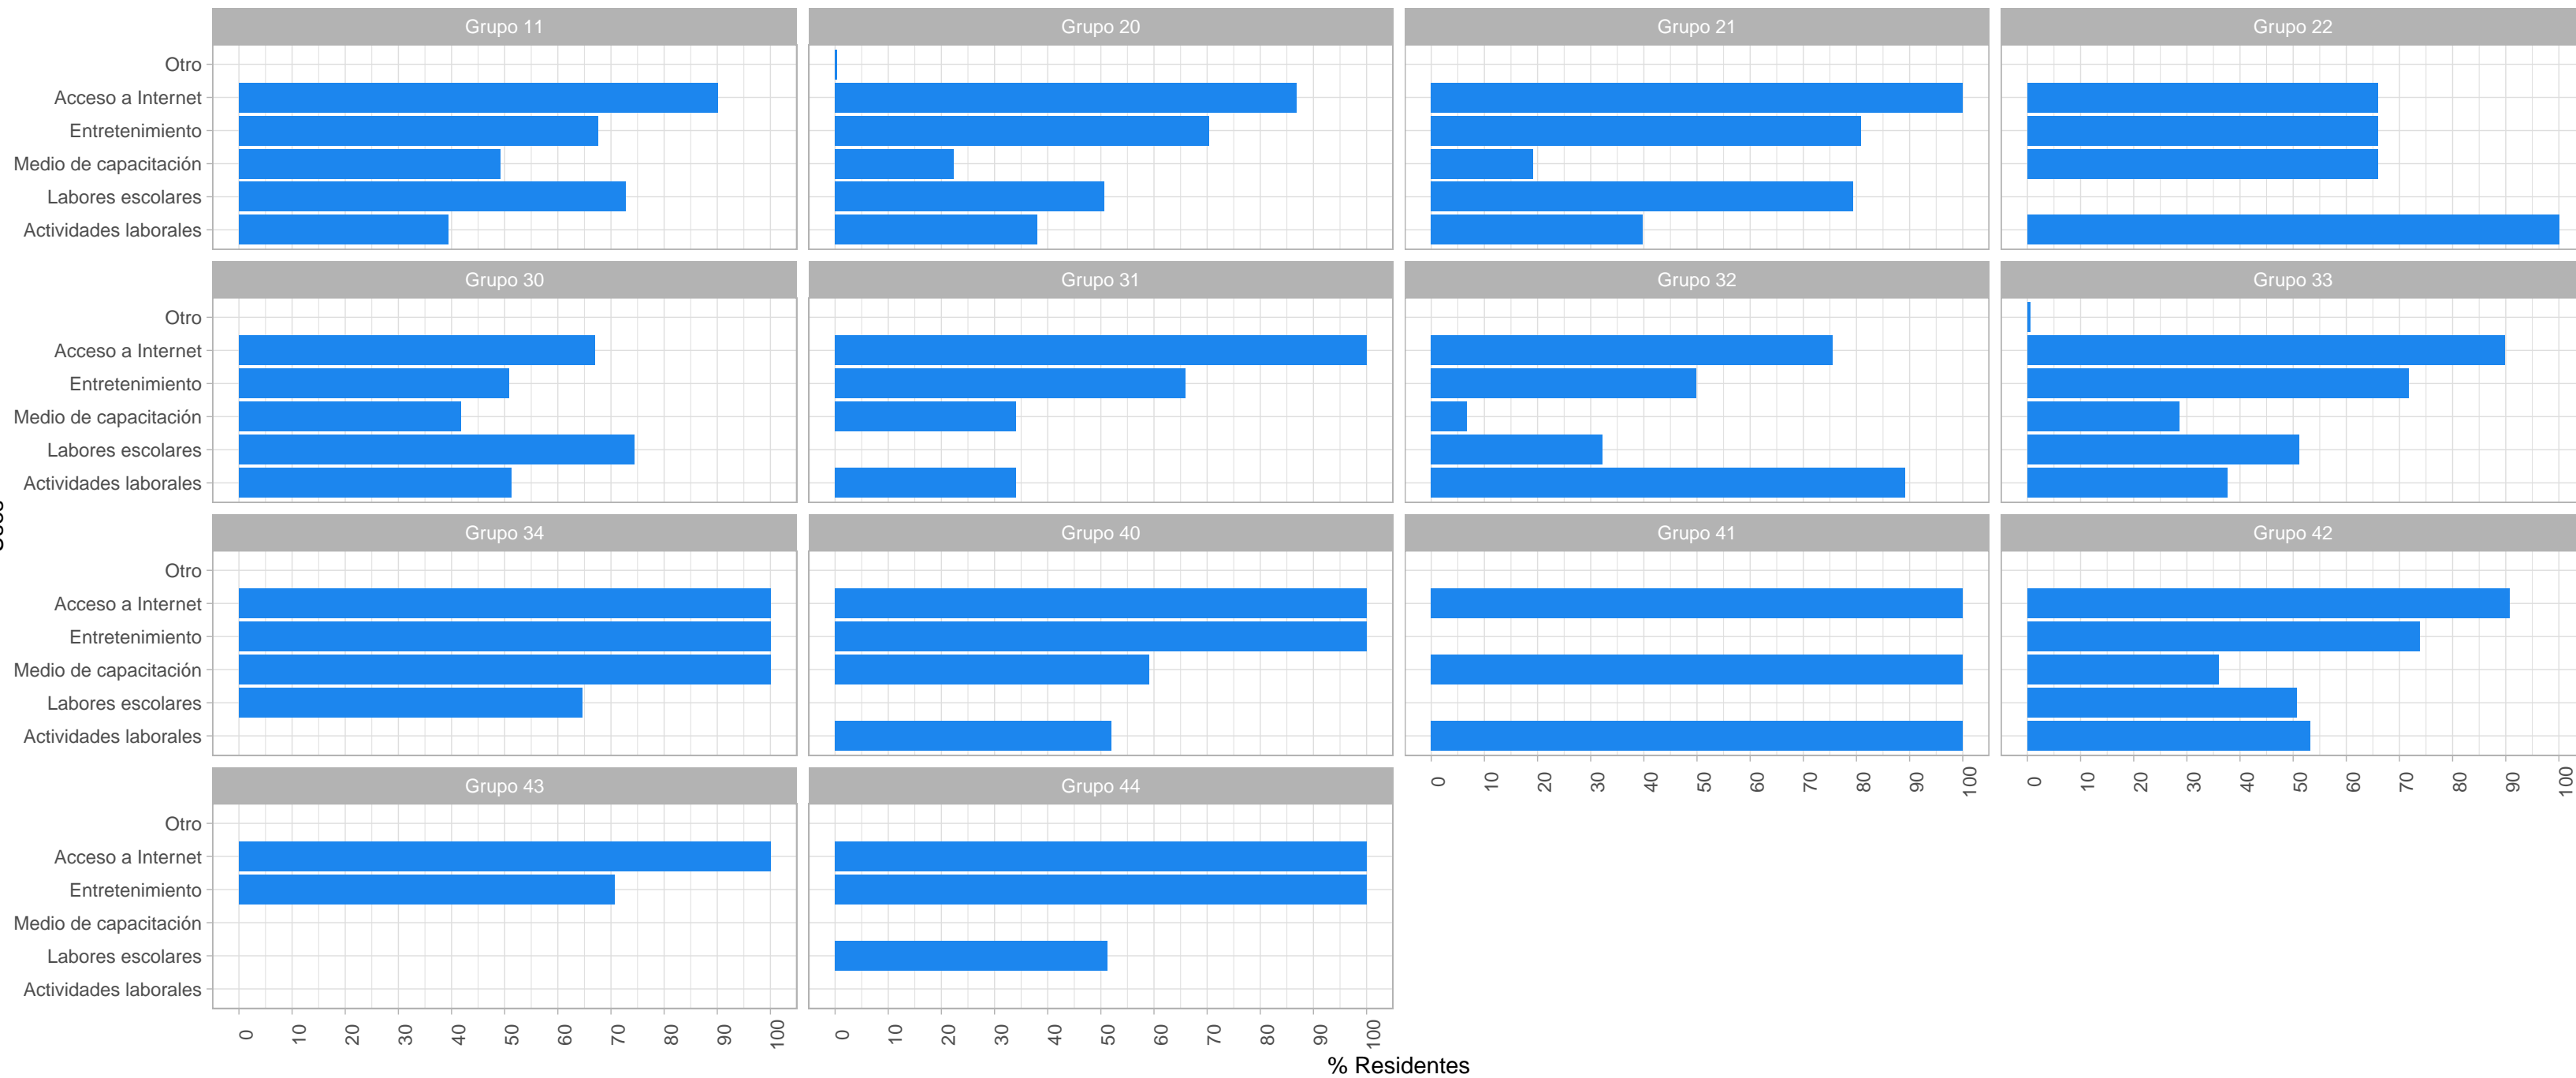 Grupo 11
Grupo 20
Grupo 21
Grupo 22
Otro
Acceso a Internet
Entretenimiento
Medio de capacitación
Labores escolares
Actividades laborales
Grupo 30
Grupo 31
Grupo 32
Grupo 33
Otro
Acceso a Internet
Entretenimiento
Medio de capacitación
Labores escolares
Actividades laborales
Grupo 34
Grupo 40
Grupo 41
Grupo 42
Otro
Acceso a Internet
Entretenimiento
Medio de capacitación
Labores escolares
Actividades laborales
0 10 20 30 40 50 60 70 80 90 100
0 10 20 30 40 50 60 70 80 90 100
Grupo 43
Grupo 44
Otro
Acceso a Internet
Entretenimiento
Medio de capacitación
Labores escolares
Actividades laborales
0 10 20 30 40 50 60 70 80 90 100
0 10 20 30 40 50 60 70 80 90 100
% Residentes